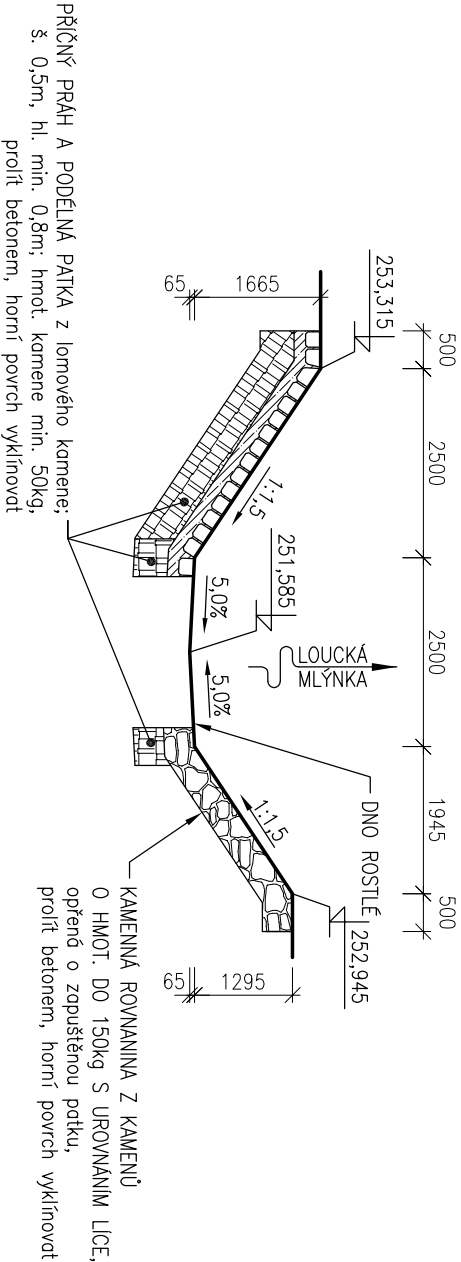 500
2500
2500
1945
500
253,315
251,585
252,945
1665
65
1:1,5
5,0%
5,0%
LOUCKÁ
MLÝNKA
DNO ROSTLÉ
1:1,5
1295
65
PŘÍČNÝ PRÁH A PODÉLNÁ PATKA z lomového kamene;
š. 0,5m, hl. min. 0,8m; hmot. kamene min. 50kg,
prolít betonem, horní povrch vyklínovat
KAMENNÁ ROVNANINA Z KAMENŮ
O HMOT. DO 150kg S UROVNÁNÍM LÍCE,
opřená o zapuštěnou patku,
prolít betonem, horní povrch vyklínovat